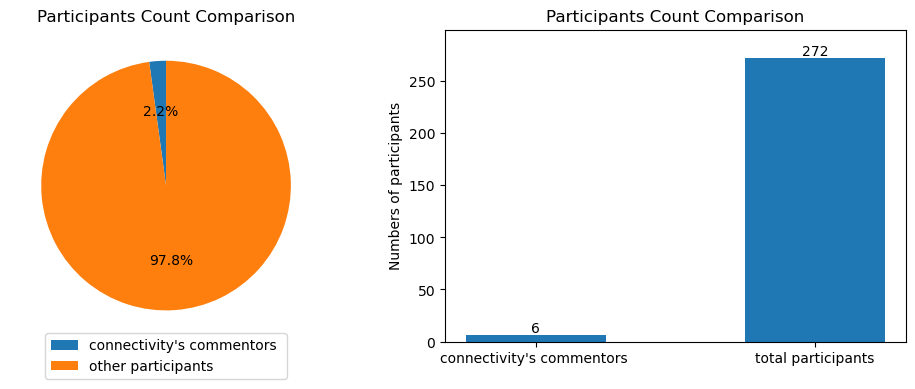 Participants Count Comparison
2.2%
97.8%
connectivity's commentors
other participants
Participants Count Comparison
Numbers of participants
250
200
150
100
50
0
272
6
connectivity's commentors
total participants